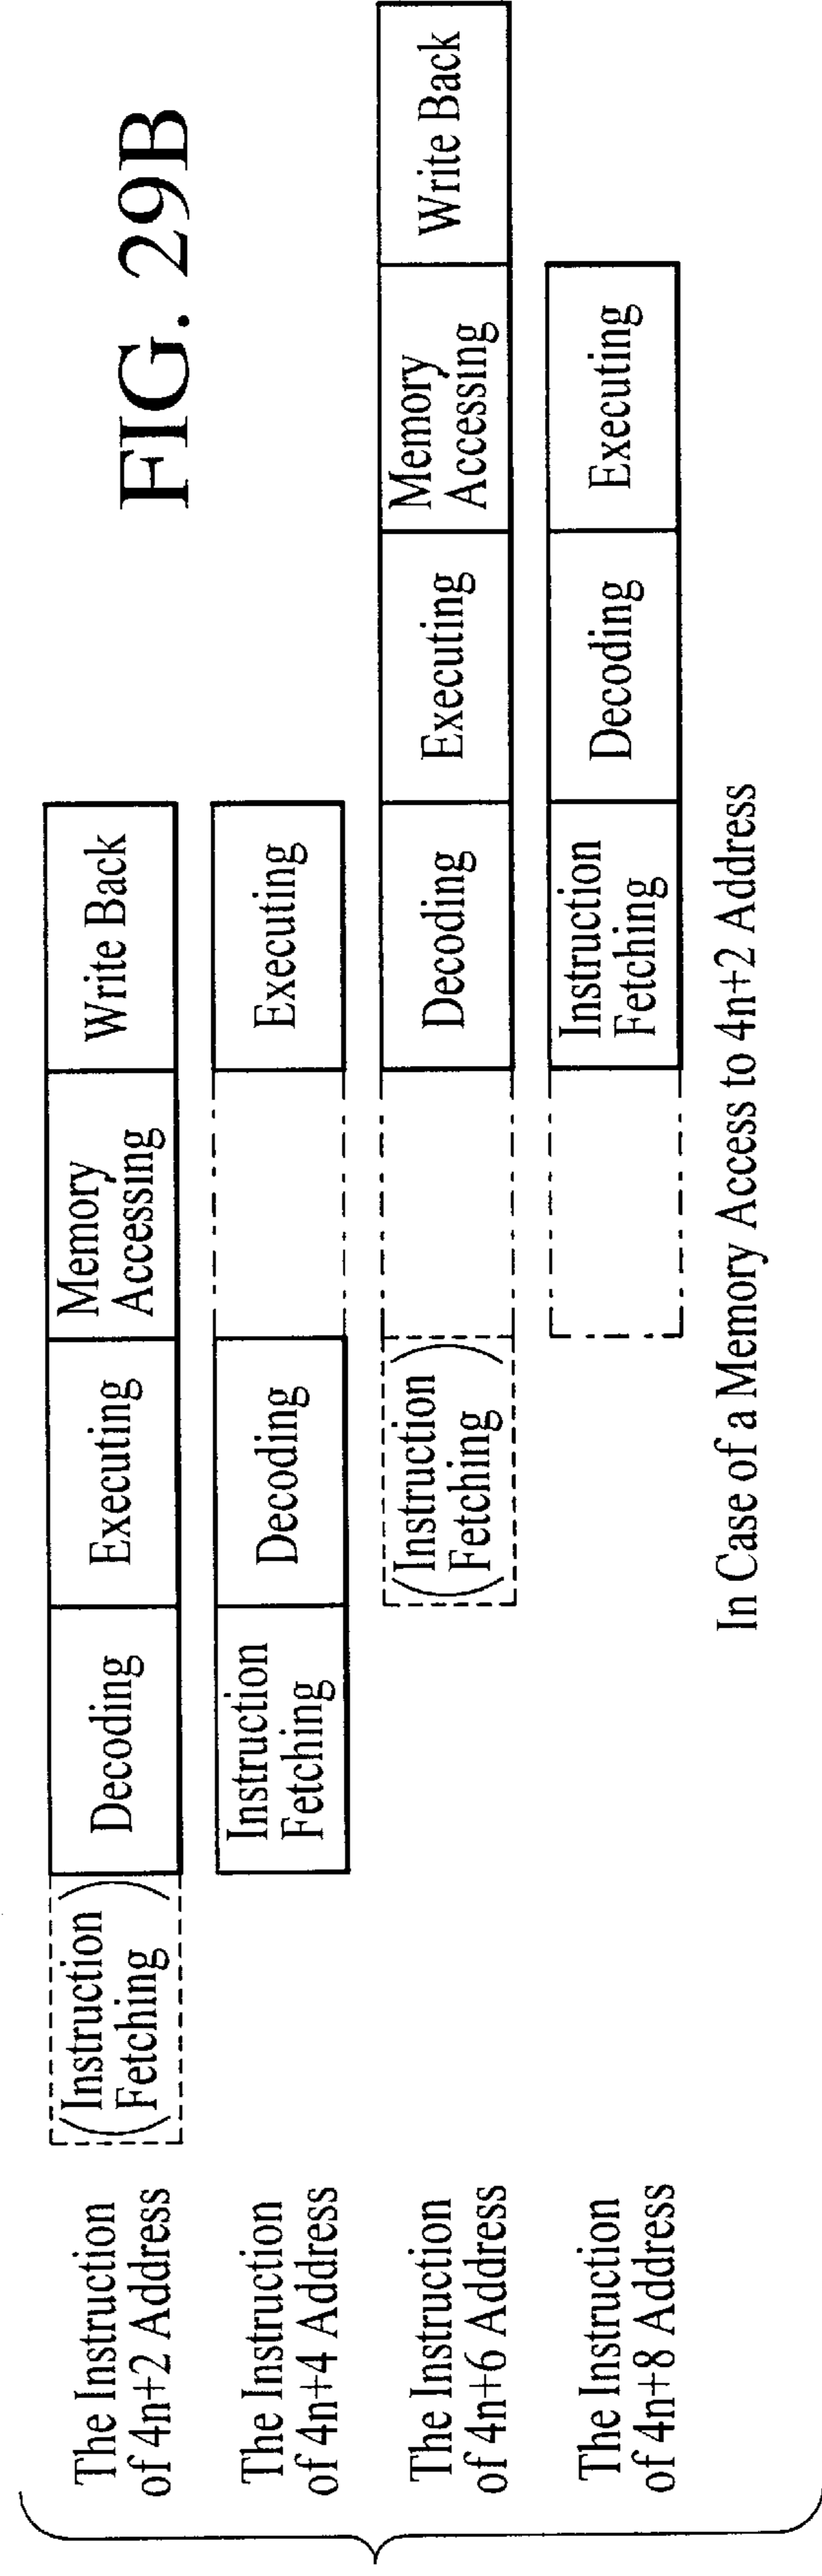 FIG. 29B
The Instruction
of 4n+2 Address
(Instruction
Fetching)
Decoding
Executing
Memory
Accessing
Write Back
The Instruction
of 4n+4 Address
Instruction
Fetching
Decoding
Executing
The Instruction
of 4n+6 Address
(Instruction
Fetching)
Decoding
Executing
Memory
Accessing
Write Back
The Instruction
of 4n+8 Address
Instruction
Fetching
Decoding
Executing
In Case of a Memory Access to 4n+2 Address